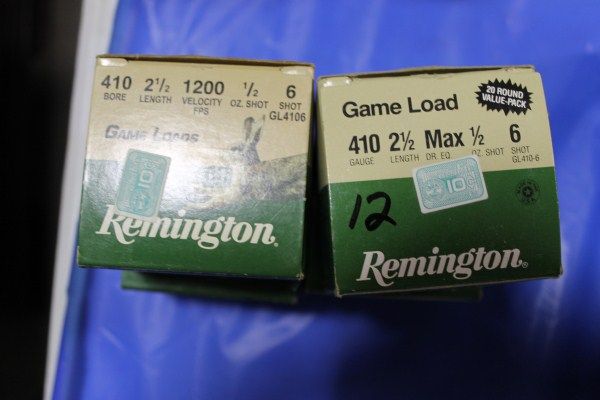 410 2½ 1200 ½ 6
BORE LENGTH VELOCITY FPS OZ. SHOT SHOT
GL4106
GAME LOADS
10
Remington.
20 ROUND
VALUE-PACK
Game Load
410 2½ Max ½ 6
GAUGE LENGTH DR. EQ. OZ. SHOT SHOT
GL410-6
10
12
Remington®